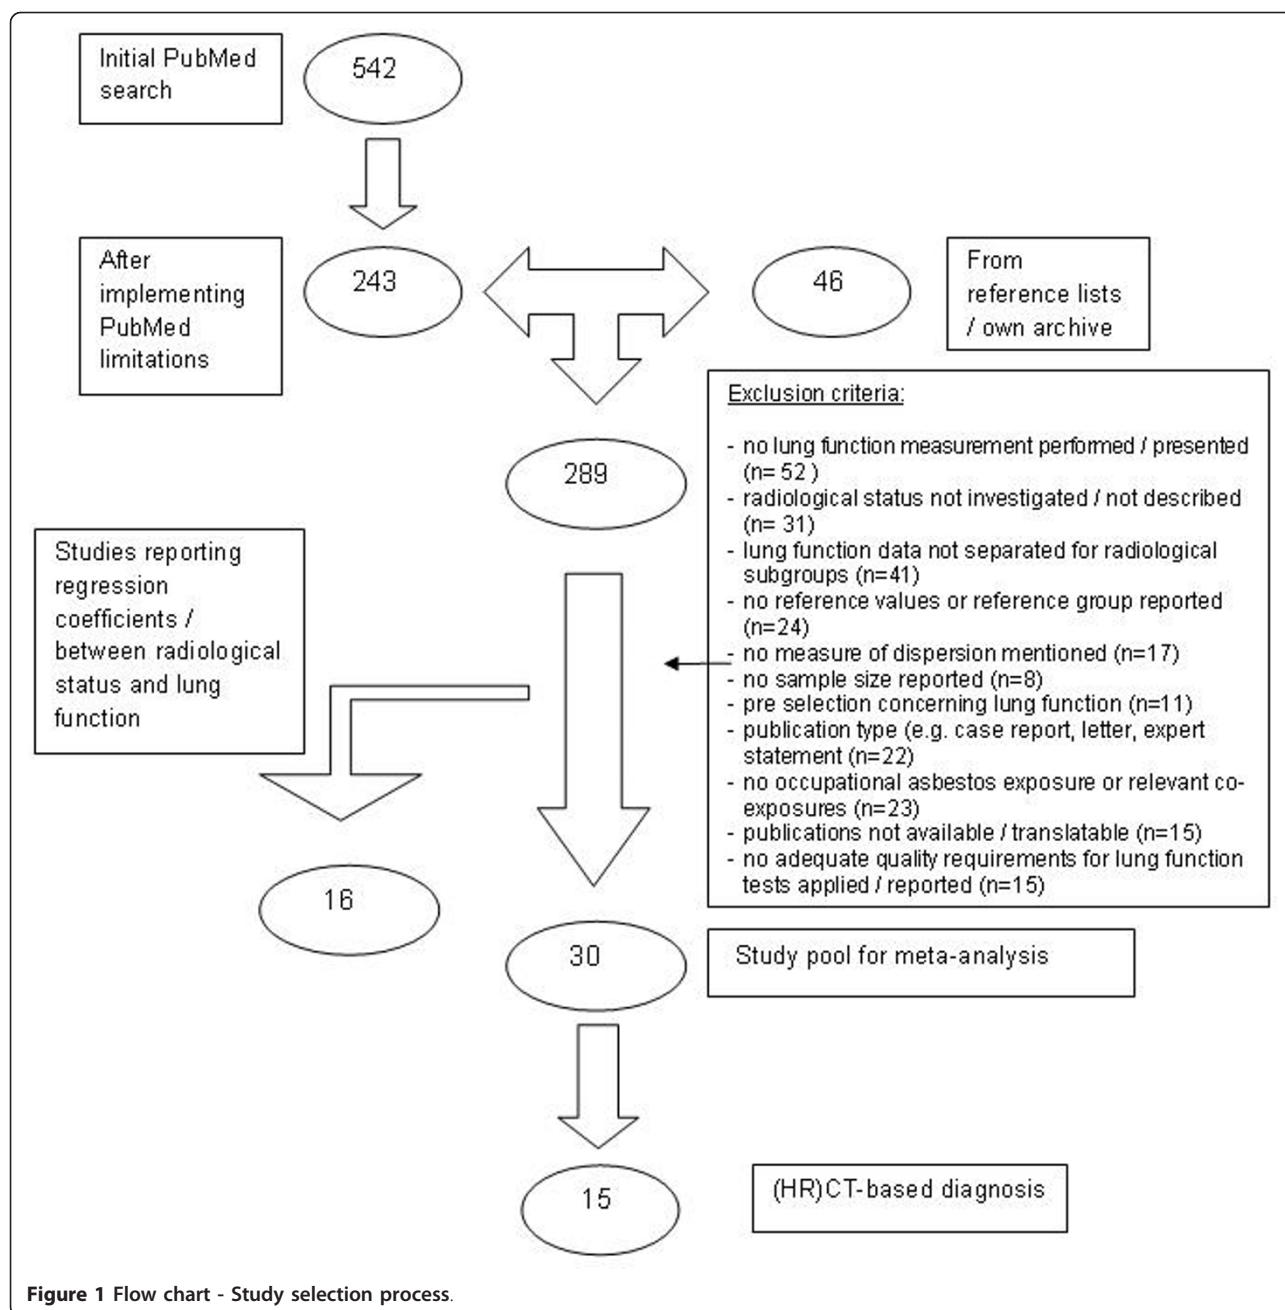 Initial PubMed
search
542
After
implementing
PubMed
limitations
243
46
From
reference lists
/ own archive
289
Exclusion criteria:
- no lung function measurement performed / presented
(n= 52 )
- radiological status not investigated / not described
(n= 31)
- lung function data not separated for radiological
subgroups (n=41)
- no reference values or reference group reported
(n=24)
- no measure of dispersion mentioned (n=17)
- no sample size reported (n=8)
- pre selection concerning lung function (n=11)
- publication type (e.g. case report, letter, expert
statement (n=22)
- no occupational asbestos exposure or relevant co-
exposures (n=23)
- publications not available / translatable (n=15)
- no adequate quality requirements for lung function
tests applied / reported (n=15)
Studies reporting
regression
coefficients /
between radiological
status and lung
function
16
30
Study pool for meta-analysis
15
(HR)CT-based diagnosis
Figure 1 Flow chart - Study selection process.